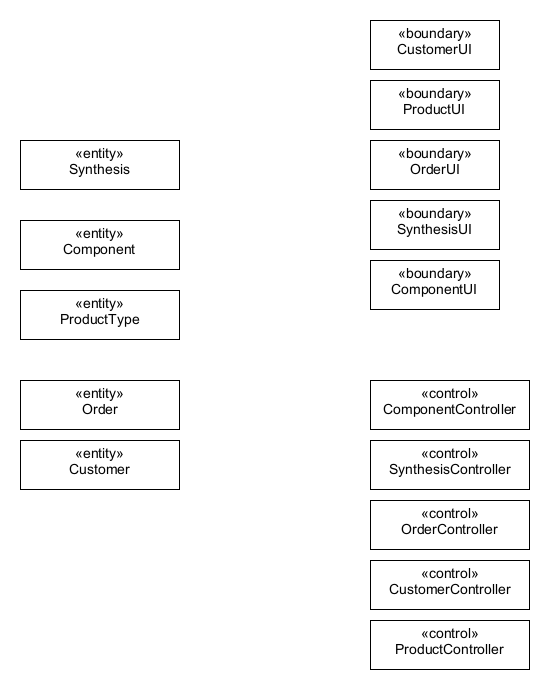 «boundary»
CustomerUI
«boundary»
ProductUI
«entity»
Synthesis
«boundary»
OrderUI
«boundary»
SynthesisUI
«entity»
Component
«boundary»
ComponentUI
«entity»
ProductType
«entity»
Order
«control»
ComponentController
«entity»
Customer
«control»
SynthesisController
«control»
OrderController
«control»
CustomerController
«control»
ProductController